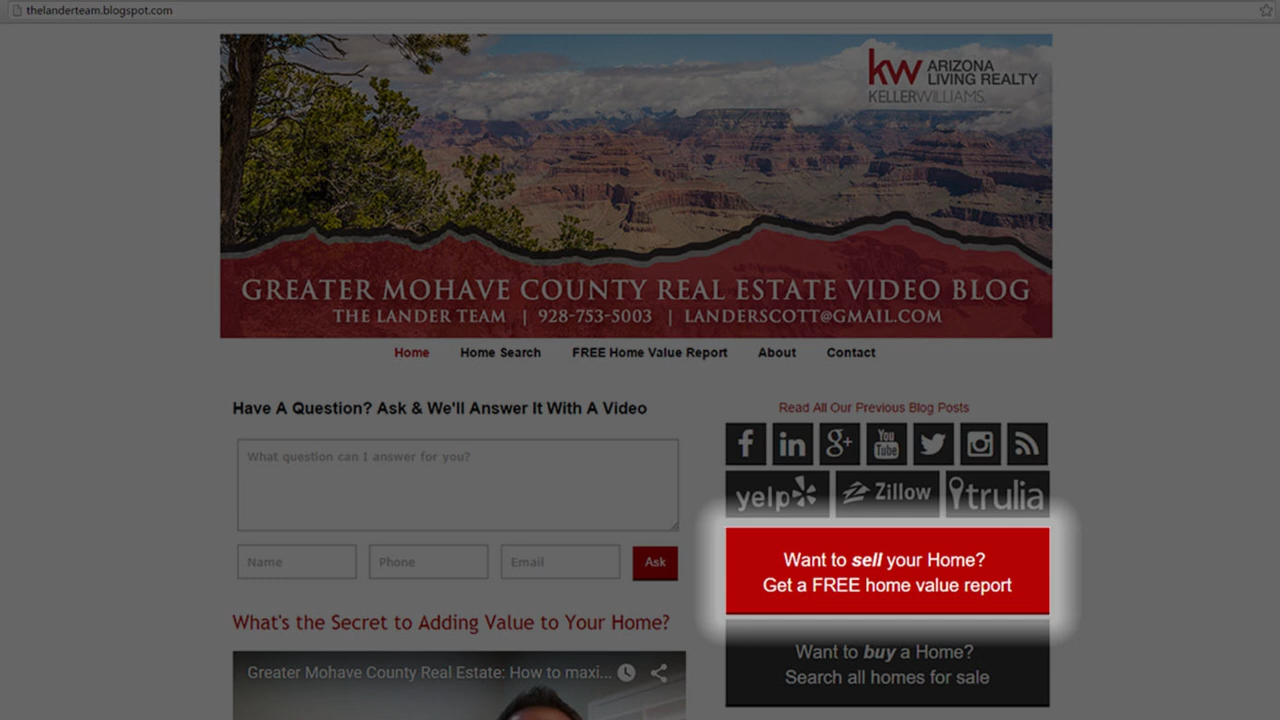 thelanderteam.blogspot.com
kw ARIZONA
LIVING REALTY
KELLERWILLIAMS.
GREATER MOHAVE COUNTY REAL ESTATE VIDEO BLOG
THE LANDER TEAM | 928-753-5003 | LANDERSCOTT@GMAIL.COM
Home Home Search FREE Home Value Report About Contact
Have A Question? Ask & We'll Answer It With A Video
What question can I answer for you?
Name Phone Email Ask
What's the Secret to Adding Value to Your Home?
Greater Mohave County Real Estate: How to maxi...
Read All Our Previous Blog Posts
f in g+ You Tube
yelp Zillow trulia
Want to sell your Home?
Get a FREE home value report
Want to buy a Home?
Search all homes for sale